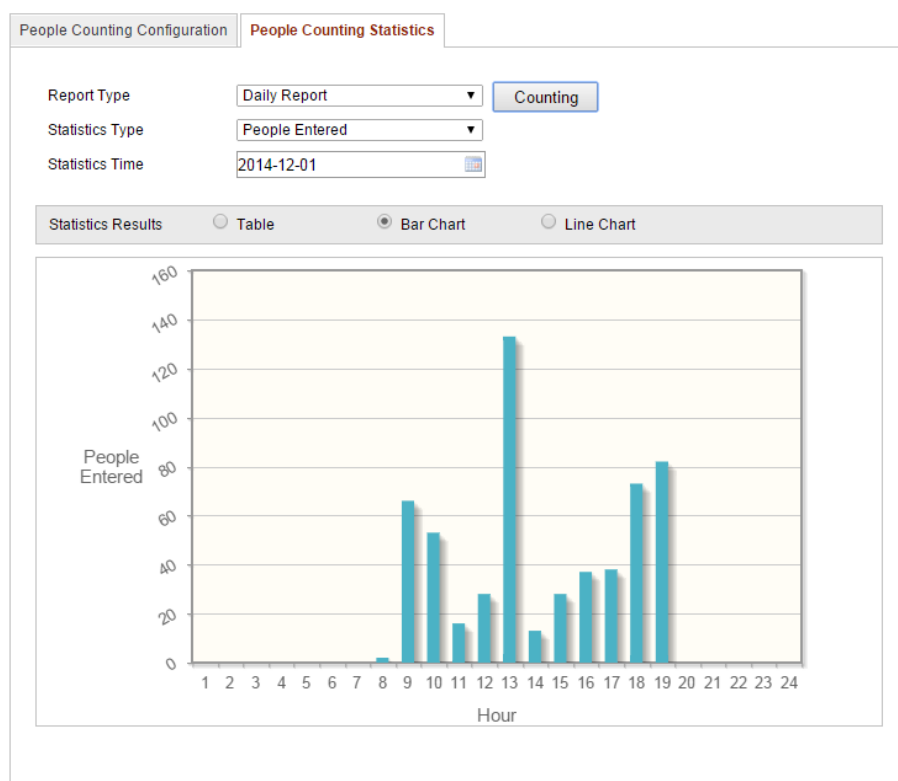 People Counting Configuration People Counting Statistics
Report Type Daily Report Counting
Statistics Type People Entered
Statistics Time 2014-12-01
Statistics Results Table Bar Chart Line Chart
160
140
120
100
80
60
40
20
0
People
Entered
1 2 3 4 5 6 7 8 9 10 11 12 13 14 15 16 17 18 19 20 21 22 23 24
Hour